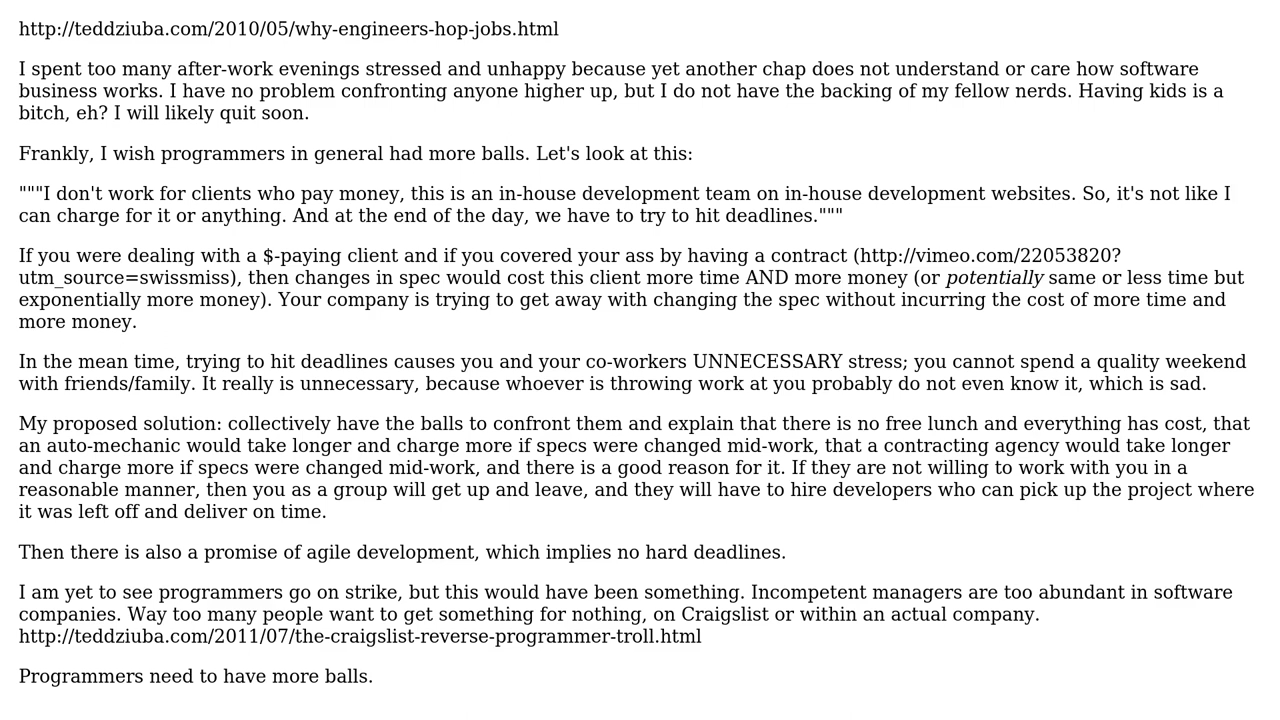 http://teddziuba.com/2010/05/why-engineers-hop-jobs.html
I spent too many after-work evenings stressed and unhappy because yet another chap does not understand or care how software
business works. I have no problem confronting anyone higher up, but I do not have the backing of my fellow nerds. Having kids is a
bitch, eh? I will likely quit soon.
Frankly, I wish programmers in general had more balls. Let's look at this:
"""I don't work for clients who pay money, this is an in-house development team on in-house development websites. So, it's not like I
can charge for it or anything. And at the end of the day, we have to try to hit deadlines."""
If you were dealing with a $-paying client and if you covered your ass by having a contract (http://vimeo.com/22053820?
utm_source=swissmiss), then changes in spec would cost this client more time AND more money (or potentially same or less time but
exponentially more money). Your company is trying to get away with changing the spec without incurring the cost of more time and
more money.
In the mean time, trying to hit deadlines causes you and your co-workers UNNECESSARY stress; you cannot spend a quality weekend
with friends/family. It really is unnecessary, because whoever is throwing work at you probably do not even know it, which is sad.
My proposed solution: collectively have the balls to confront them and explain that there is no free lunch and everything has cost, that
an auto-mechanic would take longer and charge more if specs were changed mid-work, that a contracting agency would take longer
and charge more if specs were changed mid-work, and there is a good reason for it. If they are not willing to work with you in a
reasonable manner, then you as a group will get up and leave, and they will have to hire developers who can pick up the project where
it was left off and deliver on time.
Then there is also a promise of agile development, which implies no hard deadlines.
I am yet to see programmers go on strike, but this would have been something. Incompetent managers are too abundant in software
companies. Way too many people want to get something for nothing, on Craigslist or within an actual company.
http://teddziuba.com/2011/07/the-craigslist-reverse-programmer-troll.html
Programmers need to have more balls.